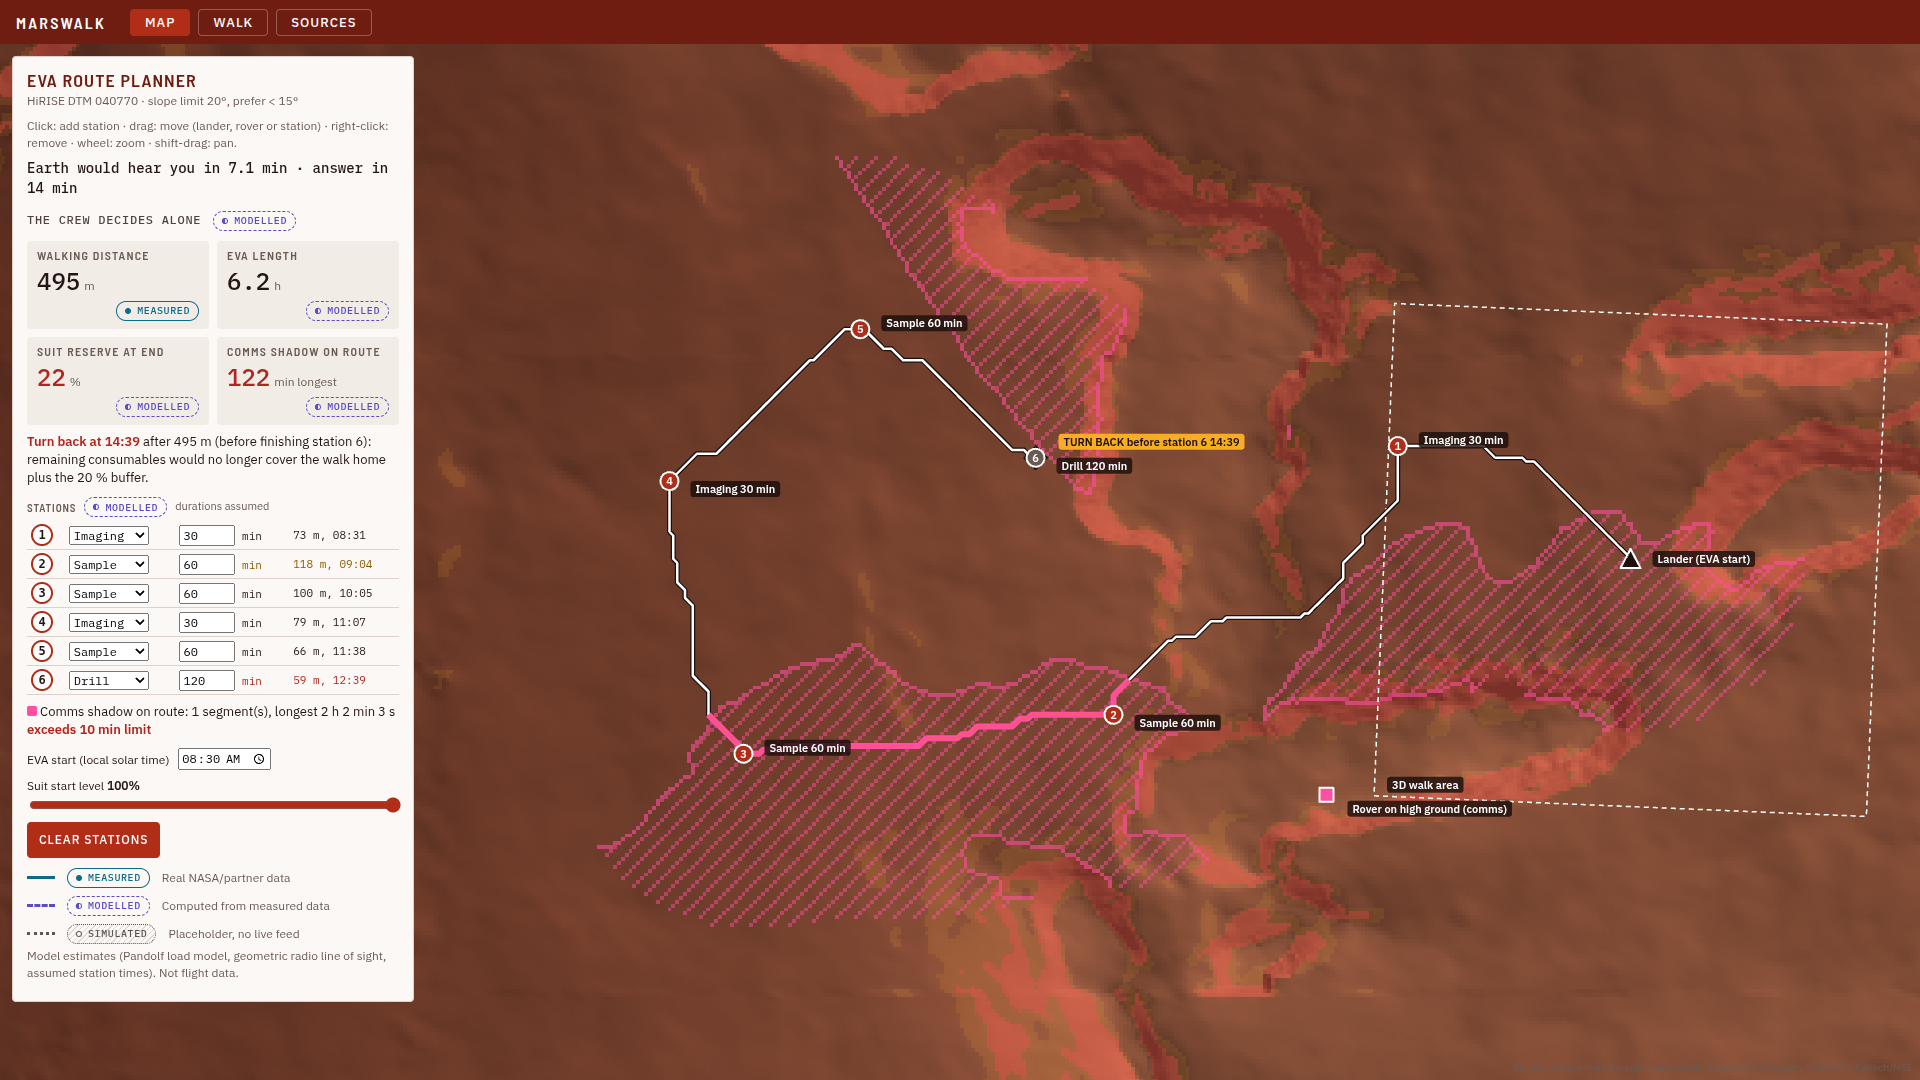 MARSWALK
MAP
WALK
SOURCES
EVA ROUTE PLANNER
HiRISE DTM 040770 · slope limit 20°, prefer < 15°
Click: add station · drag: move (lander, rover or station) · right-click:
remove · wheel: zoom · shift-drag: pan.
Earth would hear you in 7.1 min · answer in
14 min
THE CREW DECIDES ALONE
MODELLED
WALKING DISTANCE
495 m
MEASURED
EVA LENGTH
6.2 h
MODELLED
SUIT RESERVE AT END
22 %
MODELLED
COMMS SHADOW ON ROUTE
122 min longest
MODELLED
Turn back at 14:39 after 495 m (before finishing station 6):
remaining consumables would no longer cover the walk home
plus the 20 % buffer.
STATIONS MODELLED durations assumed
1 Imaging 30 min 73 m, 08:31
2 Sample 60 min 118 m, 09:04
3 Sample 60 min 100 m, 10:05
4 Imaging 30 min 79 m, 11:07
5 Sample 60 min 66 m, 11:38
6 Drill 120 min 59 m, 12:39
Comms shadow on route: 1 segment(s), longest 2 h 2 min 3 s
exceeds 10 min limit
EVA start (local solar time) 08:30 AM
Suit start level 100%
CLEAR STATIONS
MEASURED Real NASA/partner data
MODELLED Computed from measured data
SIMULATED Placeholder, no live feed
Model estimates (Pandolf load model, geometric radio line of sight,
assumed station times). Not flight data.
5
Sample 60 min
TURN BACK before station 6 14:39
6
Drill 120 min
4
Imaging 30 min
1
Imaging 30 min
Lander (EVA start)
2
Sample 60 min
3
Sample 60 min
3D walk area
Rover on high ground (comms)